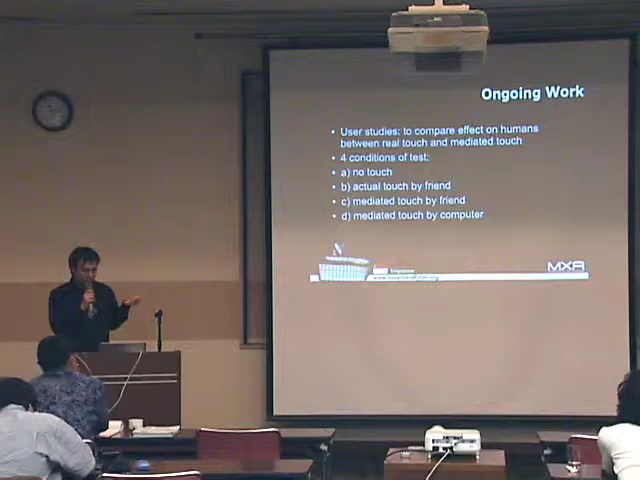 Ongoing Work
• User studies: to compare effect on humans
between real touch and mediated touch
• 4 conditions of test:
• a) no touch
• b) actual touch by friend
• c) mediated touch by friend
• d) mediated touch by computer
MXR